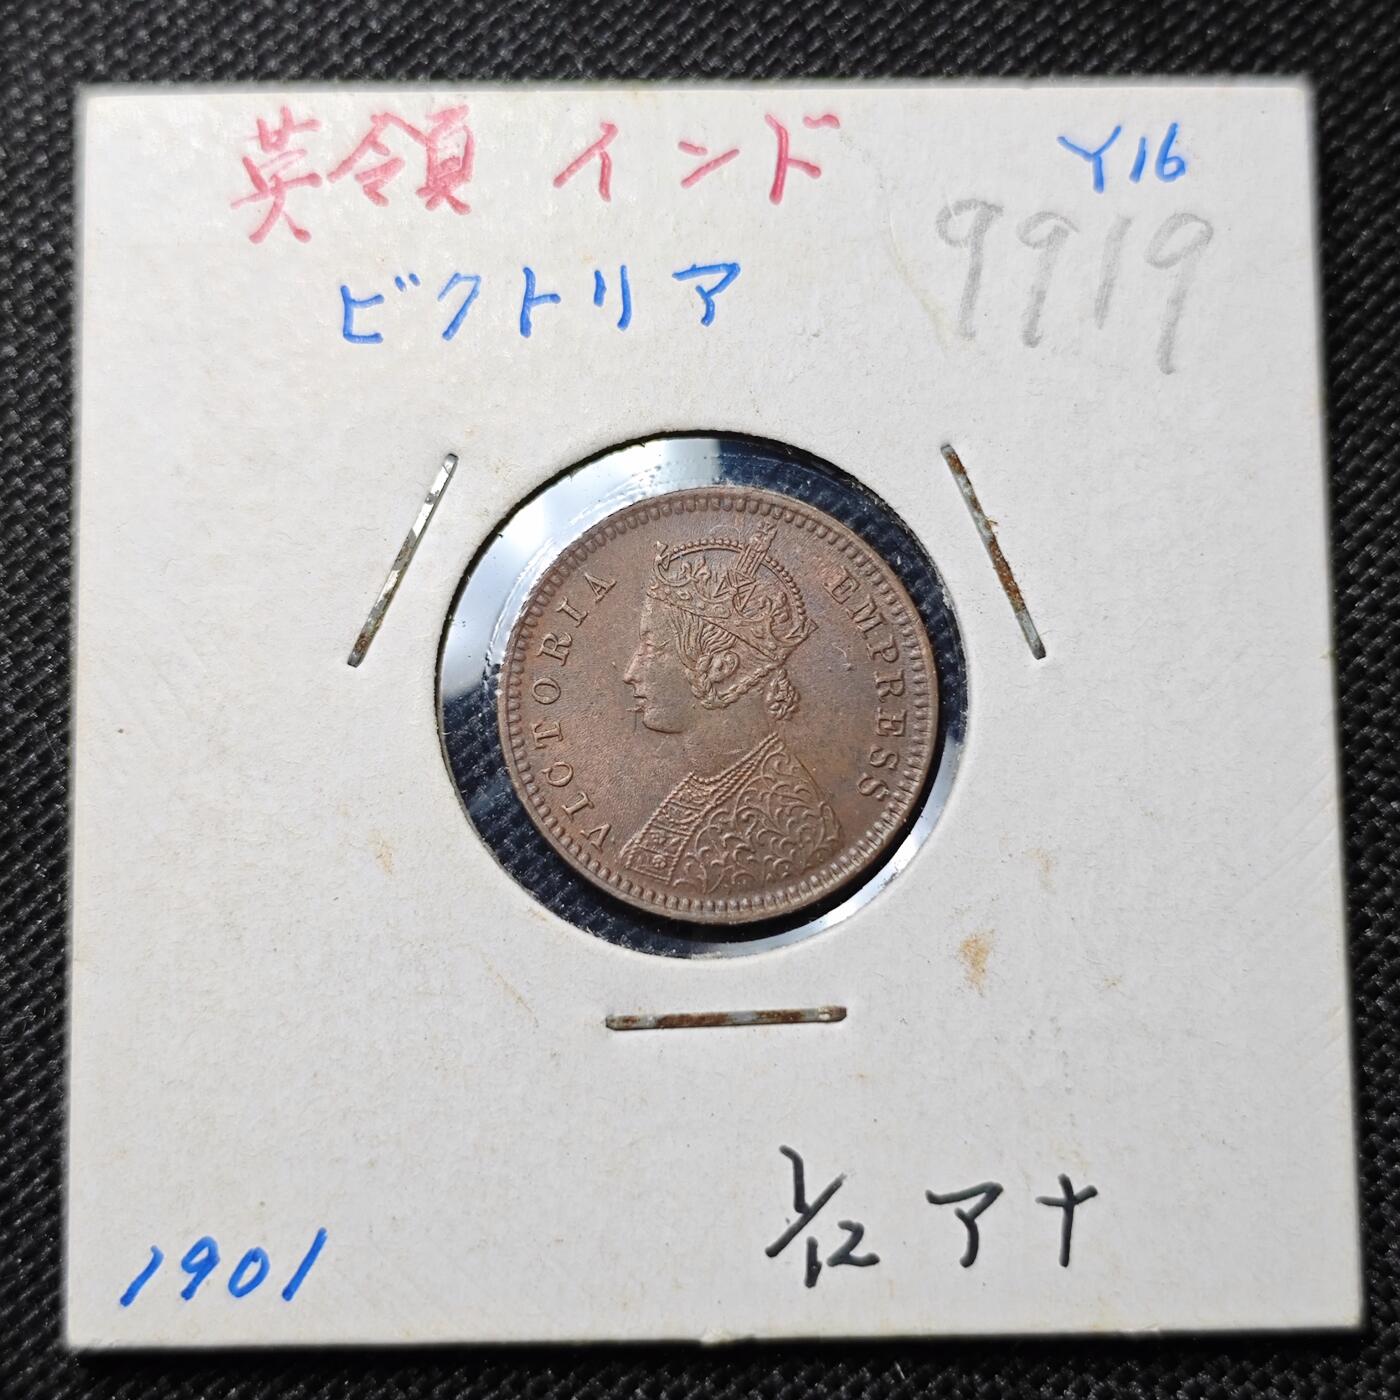 英領 インド
Y16
9919
ビクトリア
VICTORIA EMPRESS
1/12 アナ
1901